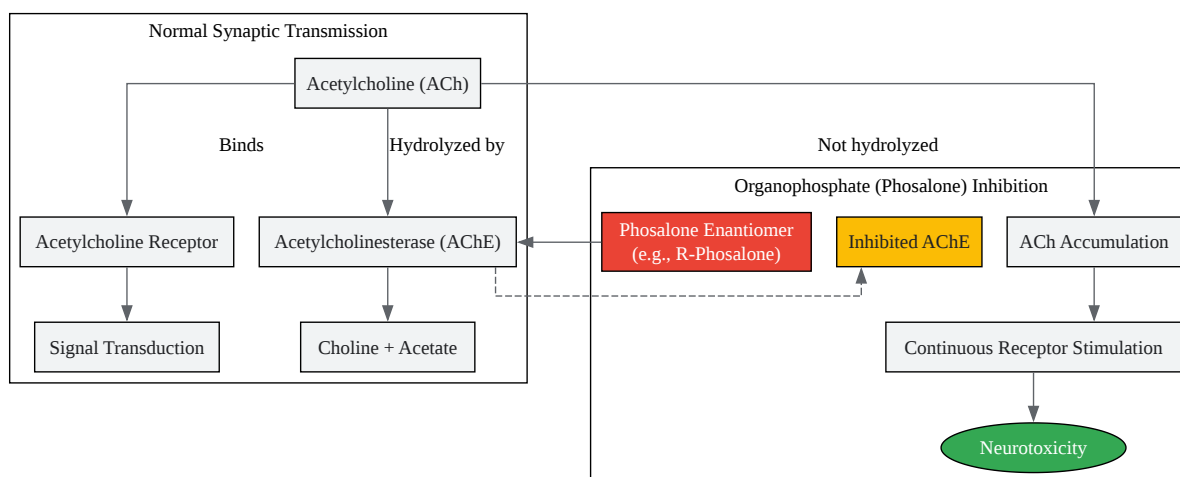 Normal Synaptic Transmission
Acetylcholine (ACh)
Binds
Hydrolyzed by
Not hydrolyzed
Organophosphate (Phosalone) Inhibition
Acetylcholine Receptor
Acetylcholinesterase (AChE)
Phosalone Enantiomer
(e.g., R-Phosalone)
Inhibited AChE
ACh Accumulation
Signal Transduction
Choline + Acetate
Continuous Receptor Stimulation
Neurotoxicity